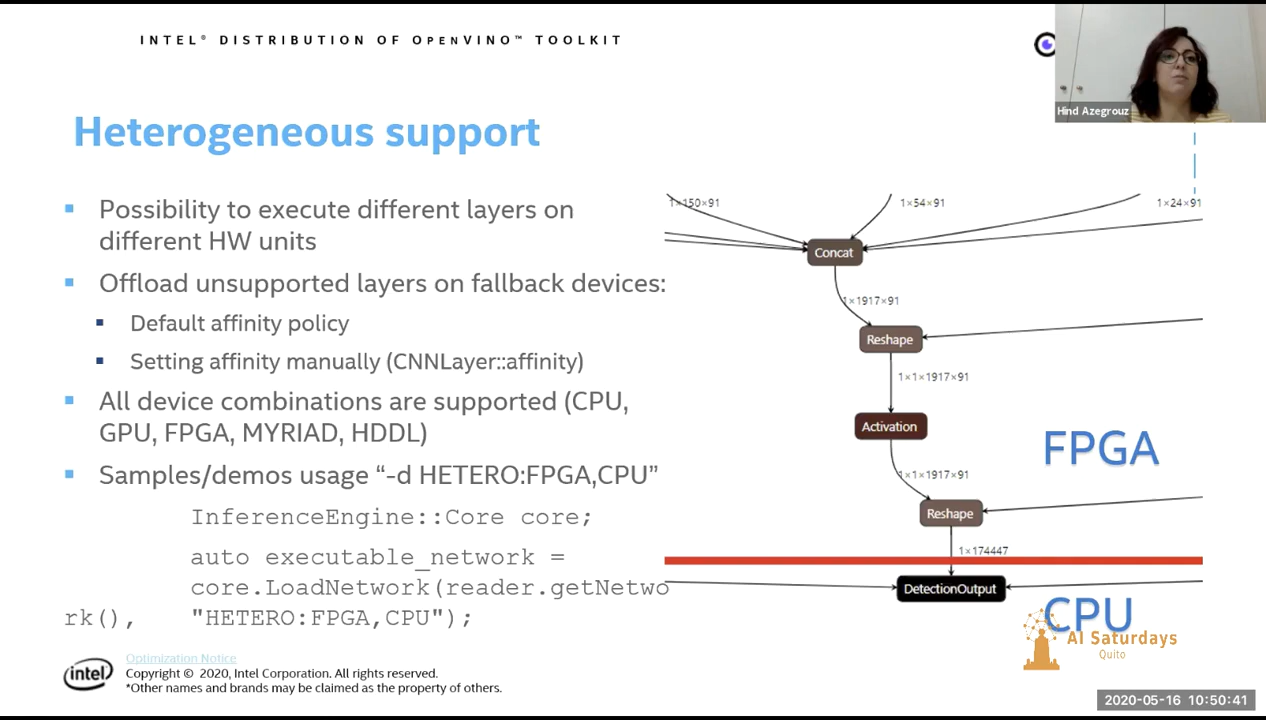 INTEL® DISTRIBUTION OF OPENVINO™ TOOLKIT
Hind Azegrouz
Heterogeneous support
Possibility to execute different layers on
different HW units
Offload unsupported layers on fallback devices:
Default affinity policy
Setting affinity manually (CNNLayer::affinity)
All device combinations are supported (CPU,
GPU, FPGA, MYRIAD, HDDL)
Samples/demos usage “-d HETERO:FPGA,CPU”
InferenceEngine::Core core;
auto executable_network =
core.LoadNetwork(reader.getNetwo
rk(), "HETERO:FPGA,CPU");
1×150×91
1×54×91
1×24×91
Concat
1×1917×91
Reshape
1×1×1917×91
Activation
FPGA
1×1×1917×91
Reshape
1×174447
DetectionOutput
CPU
AI Saturdays
Quito
intel
Optimization Notice
Copyright © 2020, Intel Corporation. All rights reserved.
*Other names and brands may be claimed as the property of others.
2020-05-16 10:50:41